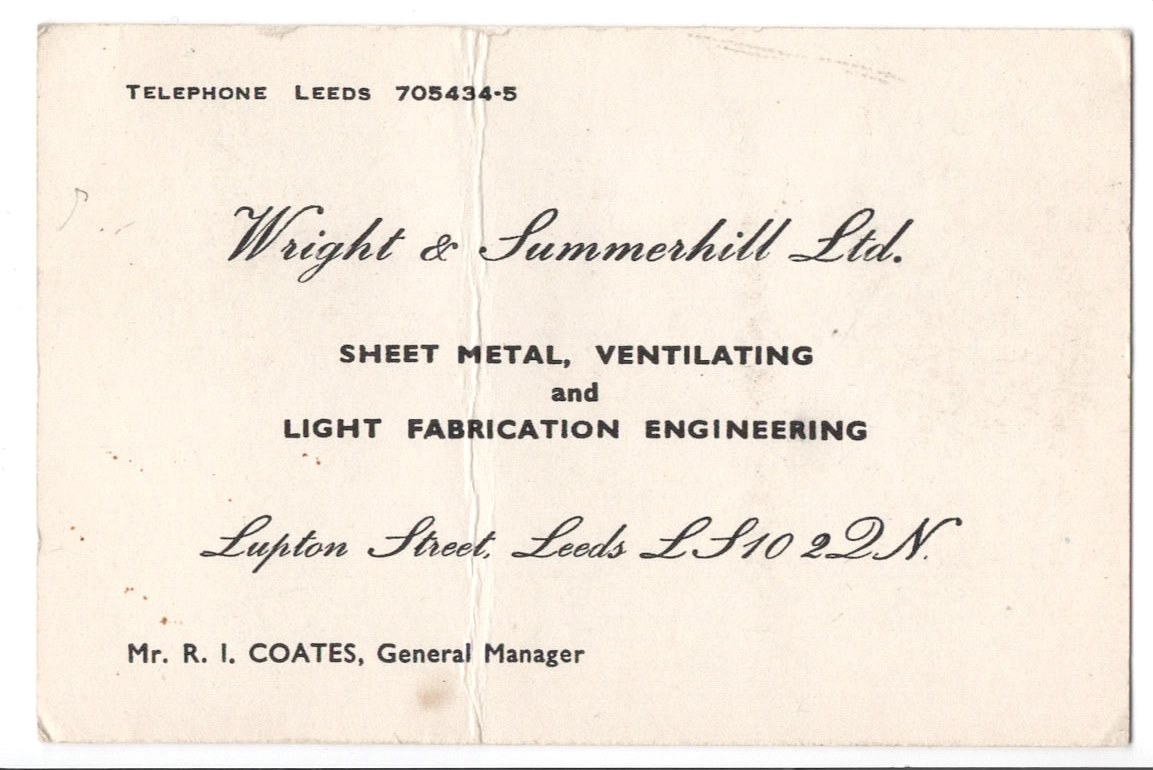 TELEPHONE LEEDS 705434-5
Wright & Summerhill Ltd.
SHEET METAL, VENTILATING
and
LIGHT FABRICATION ENGINEERING
Lupton Street, Leeds LS10 2QN.
Mr. R. I. COATES, General Manager